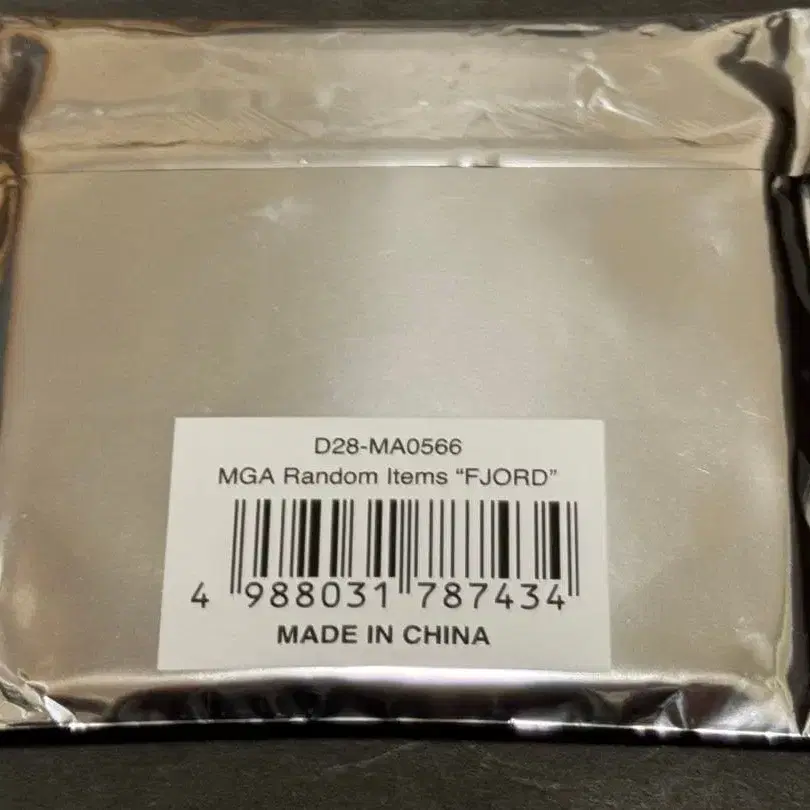 D28-MA0566
MGA Random Items “FJORD”
4 988031 787434
MADE IN CHINA